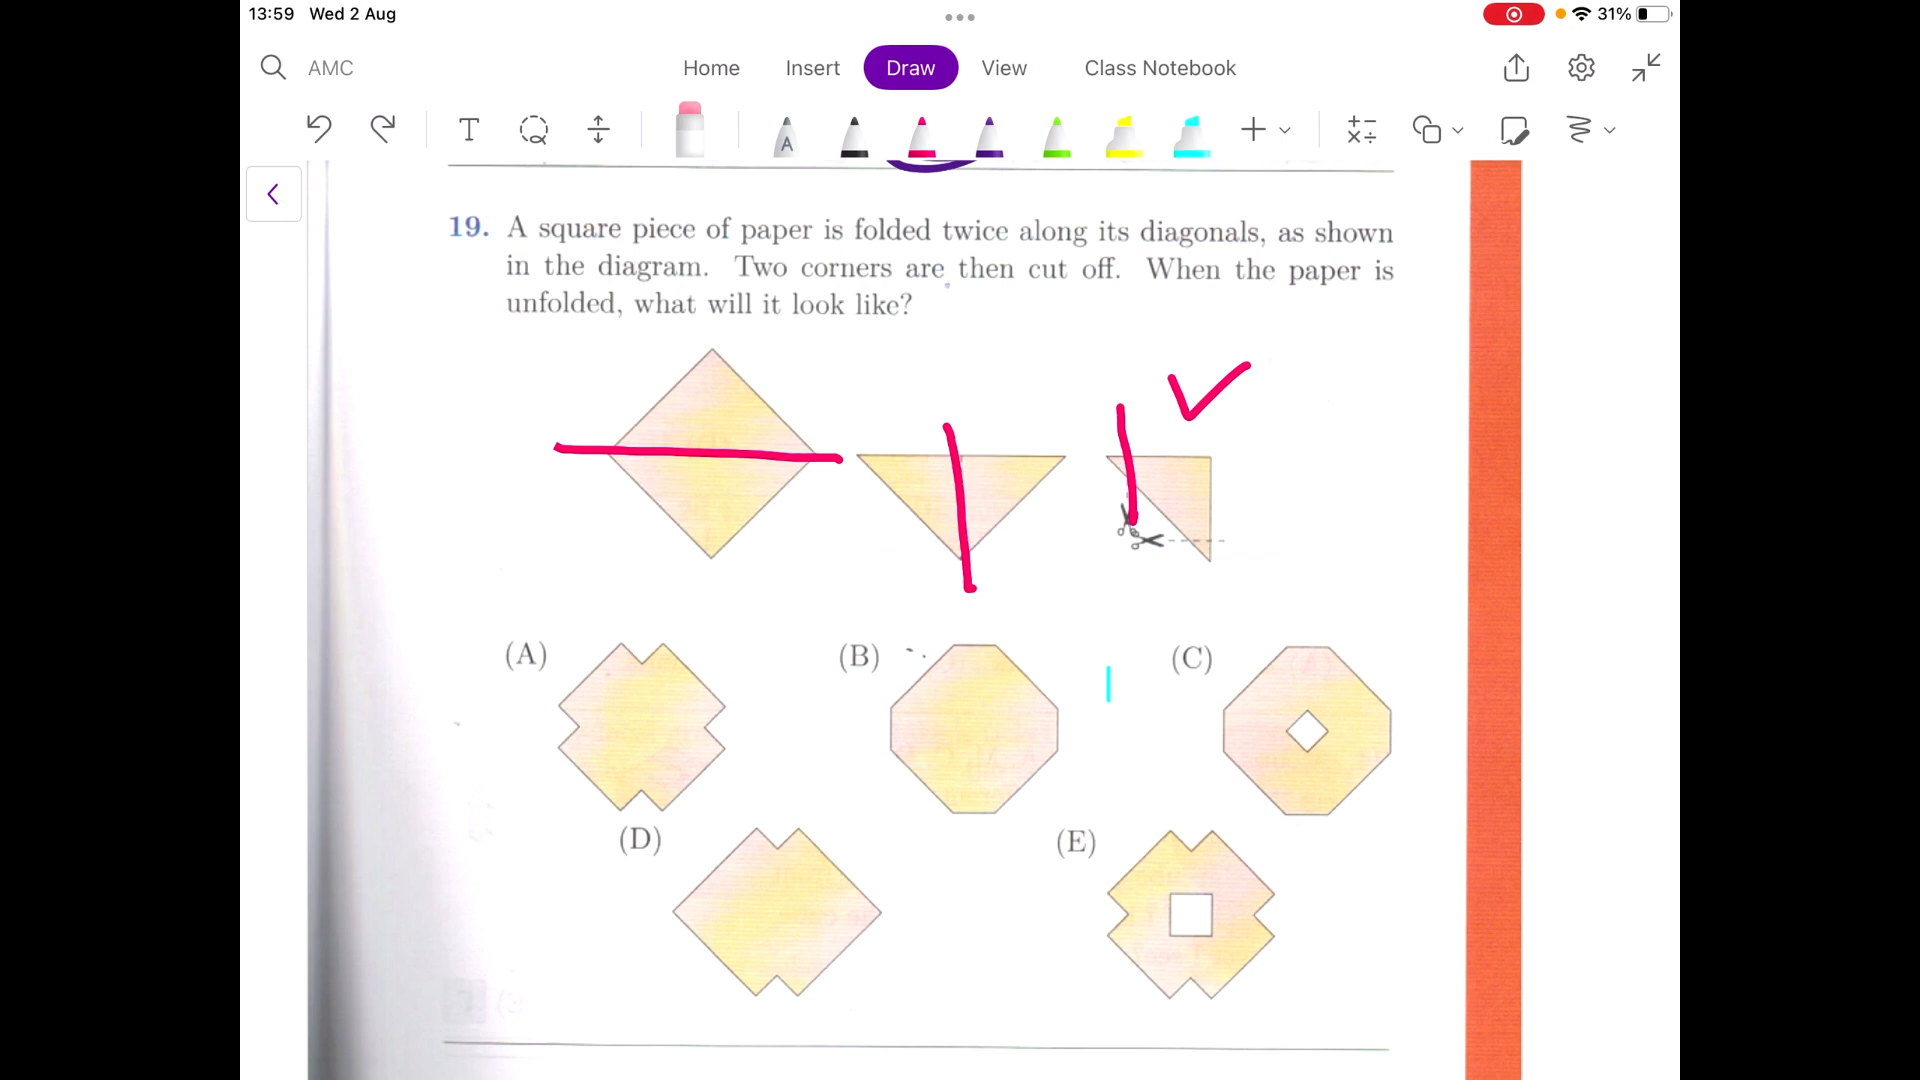 13:59 Wed 2 Aug
31%
AMC
Home Insert Draw View Class Notebook
T
A
19. A square piece of paper is folded twice along its diagonals, as shown
in the diagram. Two corners are then cut off. When the paper is
unfolded, what will it look like?
(A) (B) (C)
(D) (E)